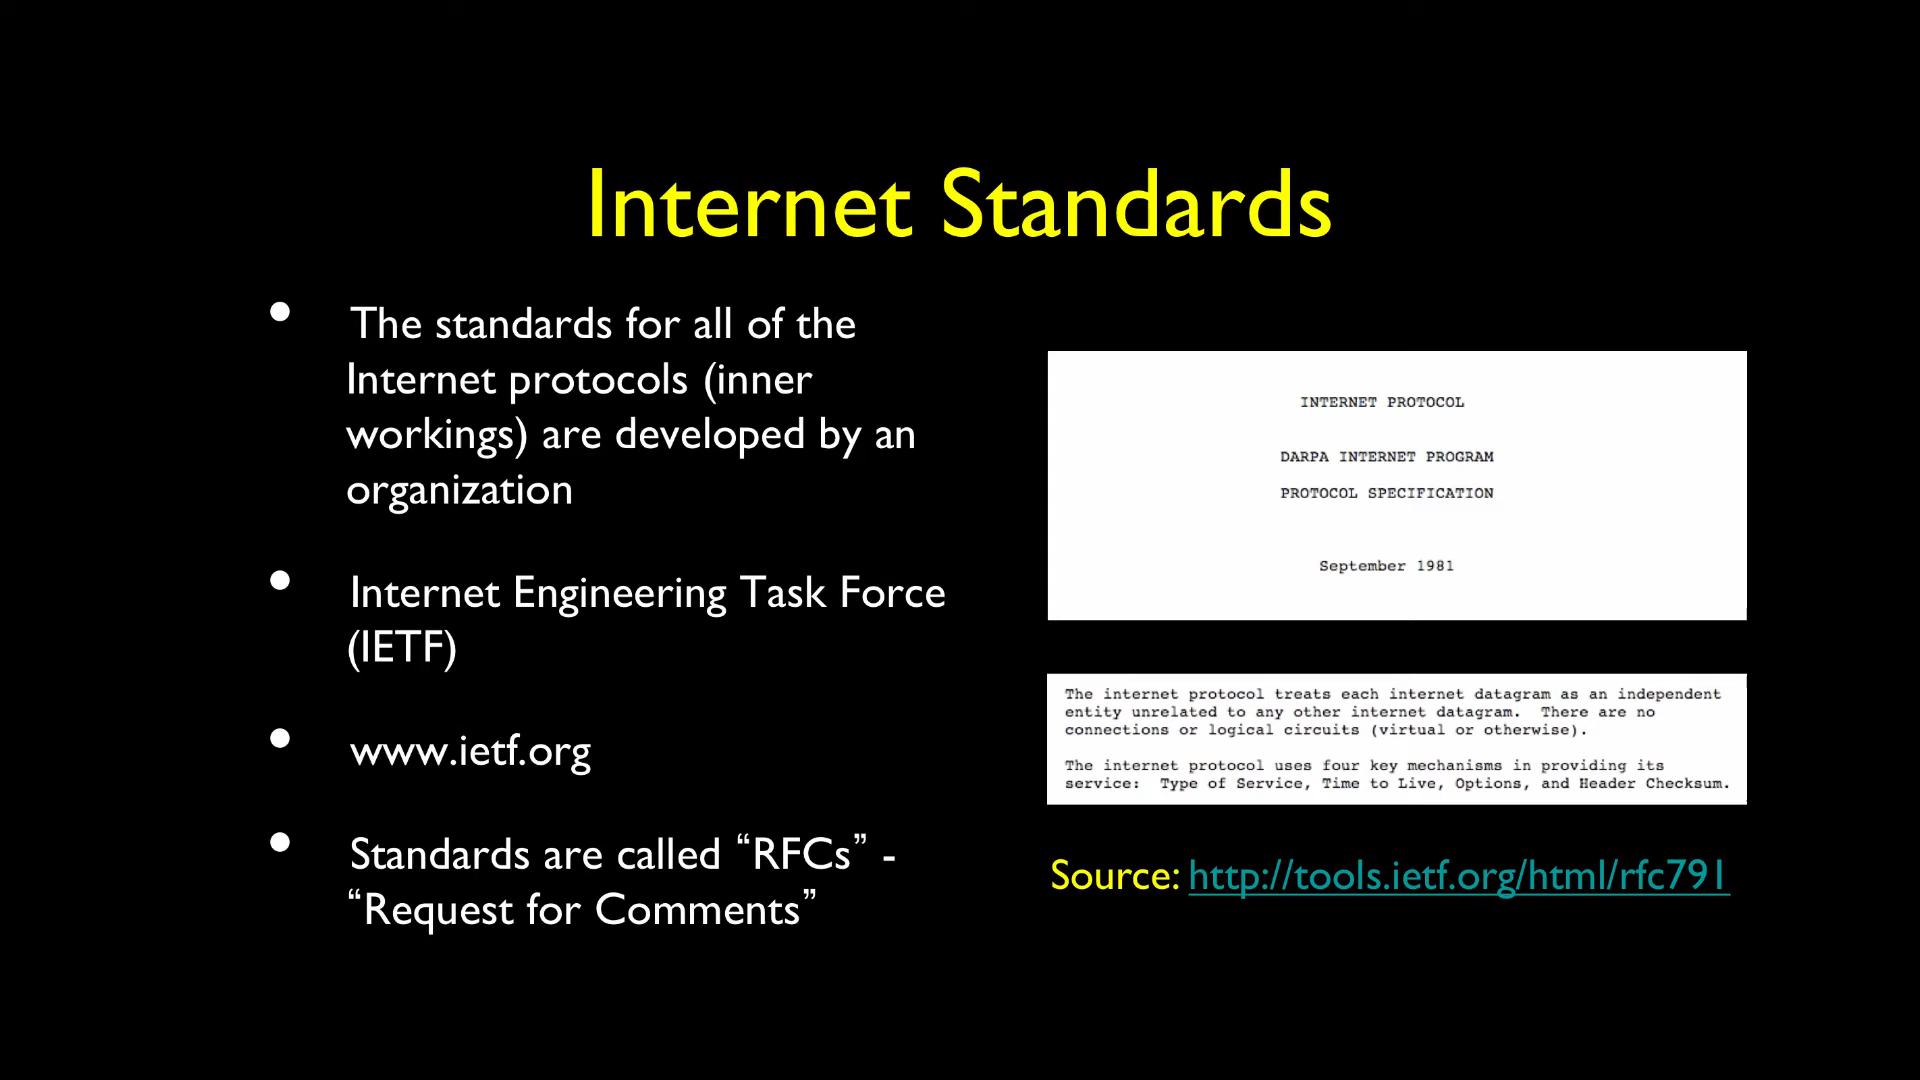 Internet Standards
• The standards for all of the
Internet protocols (inner
workings) are developed by an
organization
• Internet Engineering Task Force
(IETF)
• www.ietf.org
• Standards are called “RFCs” -
“Request for Comments”
INTERNET PROTOCOL
DARPA INTERNET PROGRAM
PROTOCOL SPECIFICATION
September 1981
The internet protocol treats each internet datagram as an independent
entity unrelated to any other internet datagram.  There are no
connections or logical circuits (virtual or otherwise).
The internet protocol uses four key mechanisms in providing its
service:  Type of Service, Time to Live, Options, and Header Checksum.
Source: http://tools.ietf.org/html/rfc791